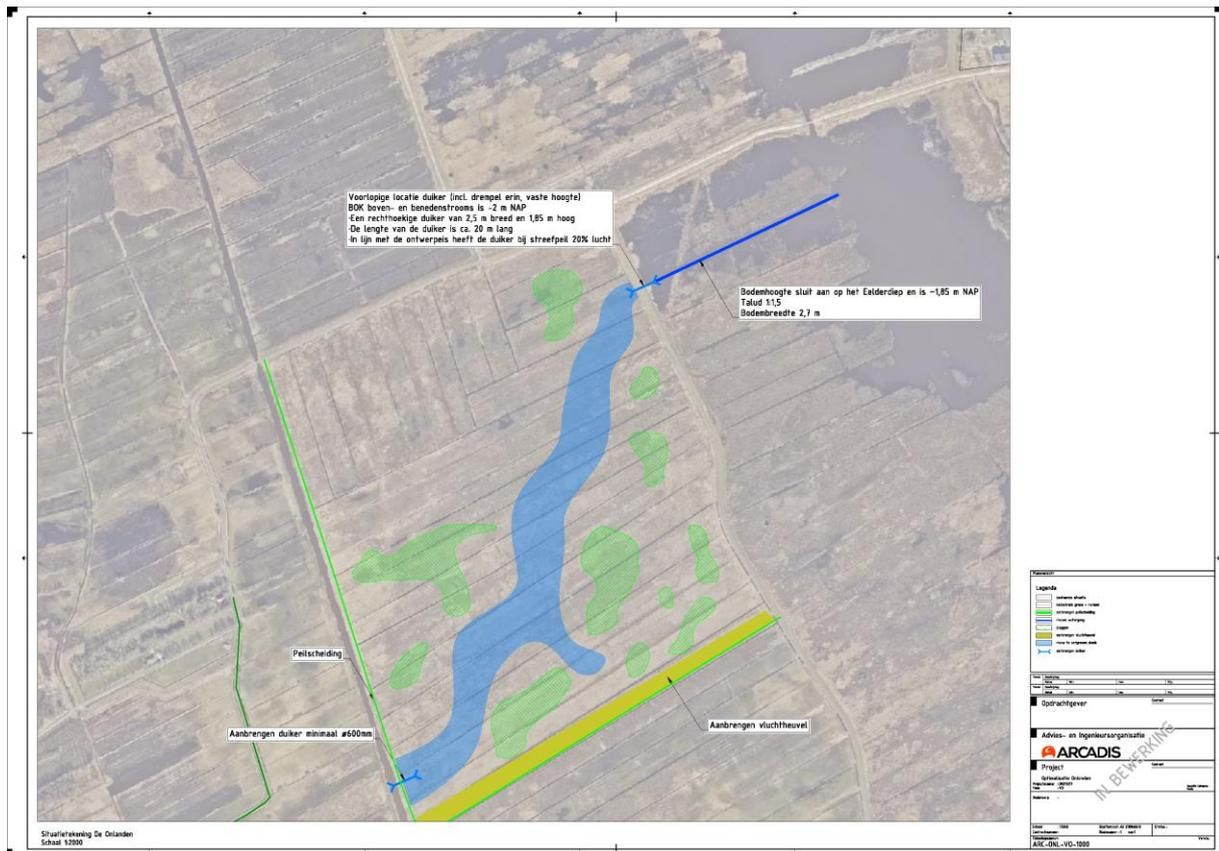 Voorlopige locatie duiker (incl. drempel erin, vaste hoogte)
BOK boven- en benedenstrooms is -2 m NAP
-Een rechthoekige duiker van 2,5 m breed en 1,85 m hoog
-De lengte van de duiker is ca. 20 m lang
-In lijn met de ontwerpeis heeft de duiker bij streefpeil 20% lucht
Bodemhoogte sluit aan op het Eelderdiep en is -1,85 m NAP
Talud 1:1,5
Bodembreedte 2,7 m
Peilscheiding
Aanbrengen duiker minimaal ø600mm
Aanbrengen vluchtheuvel
Situatietekening De Onlanden
Schaal 1:2000
Legenda
Opdrachtgever
Advies- en Ingenieursorganisatie
ARCADIS
Project
Optimalisatie Onlanden
IN BEWERKING
ARC-ONL-VO-1000